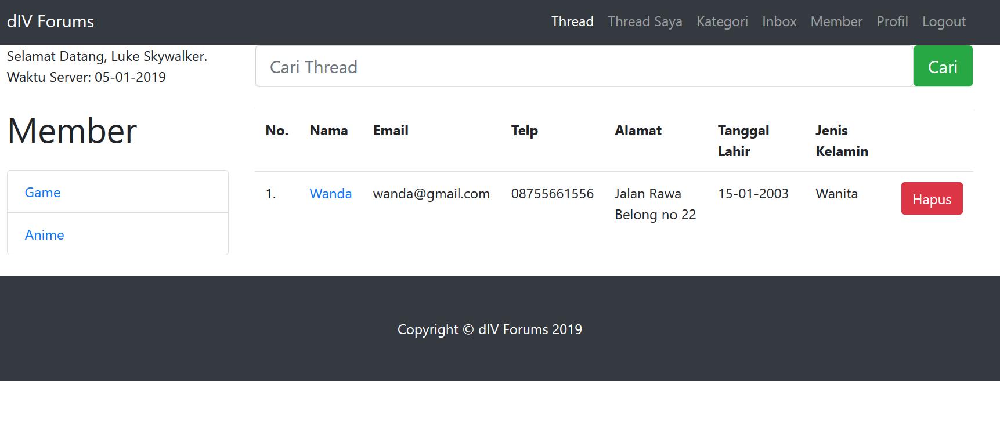 dIV Forums Thread Thread Saya Kategori Inbox Member Profil Logout
Selamat Datang, Luke Skywalker.
Waktu Server: 05-01-2019
Member
Game
Anime
Cari Thread Cari
No. Nama Email Telp Alamat Tanggal Lahir Jenis Kelamin
1. Wanda wanda@gmail.com 08755661556 Jalan Rawa Belong no 22 15-01-2003 Wanita Hapus
Copyright © dIV Forums 2019